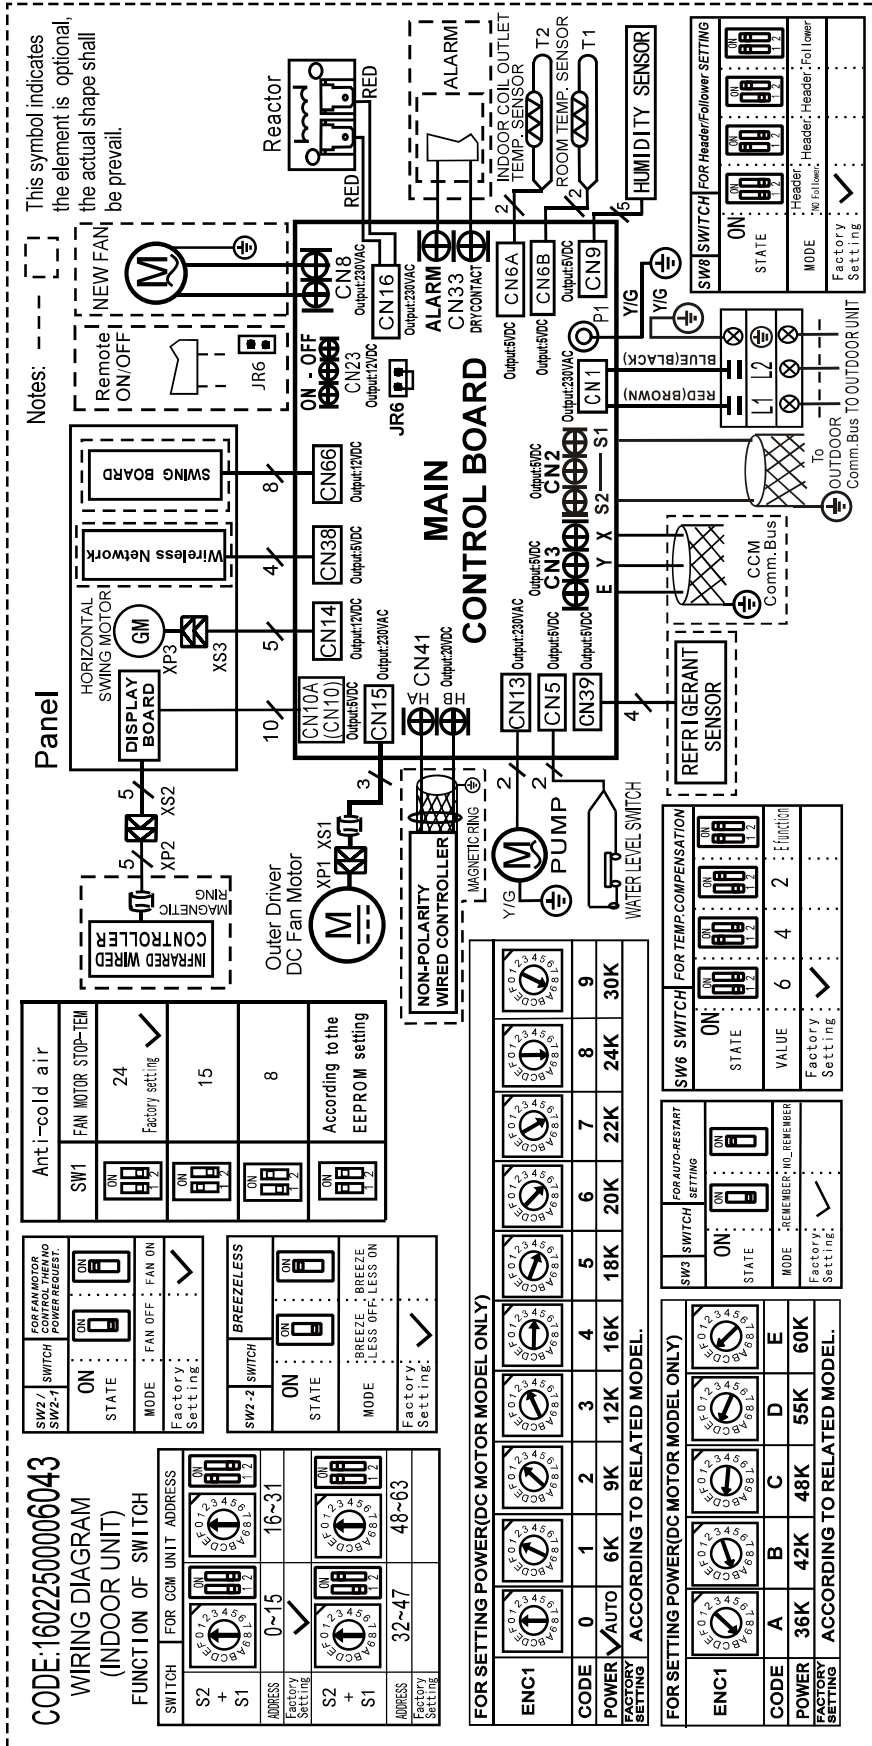 CODE:16022500006043
WIRING DIAGRAM
(INDOOR UNIT)
FUNCTION OF SWITCH
SWITCH FOR CCM UNIT ADDRESS
S2 + S1
ADDRESS 0~15 16~31
Factory Setting
S2 + S1
ADDRESS 32~47 48~63
Factory Setting
SW2 / SW2-1 SWITCH FOR FAN MOTOR CONTROL THEN NO POWER REQUEST.
ON
STATE
MODE FAN OFF FAN ON
Factory Setting
SW2-2 SWITCH BREEZELESS
ON
STATE
MODE BREEZE LESS OFF BREEZE LESS ON
Factory Setting
Anti-cold air
SW1 FAN MOTOR STOP-TEM
24
Factory setting
15
8
According to the
EEPROM setting
FOR SETTING POWER(DC MOTOR MODEL ONLY)
ENC1
CODE 0 1 2 3 4 5 6 7 8 9
POWER AUTO 6K 9K 12K 16K 18K 20K 22K 24K 30K
FACTORY SETTING ACCORDING TO RELATED MODEL.
FOR SETTING POWER(DC MOTOR MODEL ONLY)
ENC1
CODE A B C D E
POWER 36K 42K 48K 55K 60K
FACTORY SETTING ACCORDING TO RELATED MODEL.
SW3 SWITCH FOR AUTO-RESTART SETTING
ON
STATE
MODE REMEMBER NO_REMEMBER
Factory Setting
SW6 SWITCH FOR TEMP.COMPENSATION
ON
STATE
VALUE 6 4 2 E function
Factory Setting
SW8 SWITCH FOR Header/Follower SETTING
ON
STATE
MODE Header NO Follower Header Header Follower
Factory Setting
Notes:
This symbol indicates
the element is optional,
the actual shape shall
be prevail.
Panel
INFRARED WIRED
CONTROLLER
MAGNETIC
RING
XP2
XS2
5
5
DISPLAY
BOARD
HORIZONTAL
SWING MOTOR
GM
XP3
XS3
Wireless Network
SWING BOARD
10
5
4
8
Remote
ON/OFF
JR6
NEW FAN
M
Reactor
RED
RED
ALARM
Outer Driver
DC Fan Motor
M
XP1 XS1
3
NON-POLARITY
WIRED CONTROLLER
MAGNETIC RING
MAIN
CONTROL BOARD
CN10A
(CN10)
Output:5VDC
CN14
Output:12VDC
CN38
Output:5VDC
CN66
Output:12VDC
ON - OFF
CN23
Output:12VDC
JR6
CN8
Output:230VAC
CN16
Output:230VAC
ALARM
CN33
DRYCONTACT
CN15
Output:230VAC
HA
HB
CN41
Output:20VDC
CN13
Output:230VAC
CN5
Output:5VDC
CN39
Output:5VDC
E Y X
CN3
Output:5VDC
S2 S1
CN2
Output:5VDC
CN1
Output:230VAC
P1
CN9
Output:5VDC
CN6B
Output:5VDC
CN6A
Output:5VDC
INDOOR COIL OUTLET
TEMP. SENSOR
T2
2
ROOM TEMP. SENSOR
T1
2
HUMIDITY SENSOR
5
M
PUMP
Y/G
2
2
WATER LEVEL SWITCH
4
REFRIGERANT
SENSOR
CCM
Comm.Bus
To
OUTDOOR
Comm.Bus
RED(BROWN)
BLUE(BLACK)
Y/G
Y/G
L1 L2
TO OUTDOOR UNIT